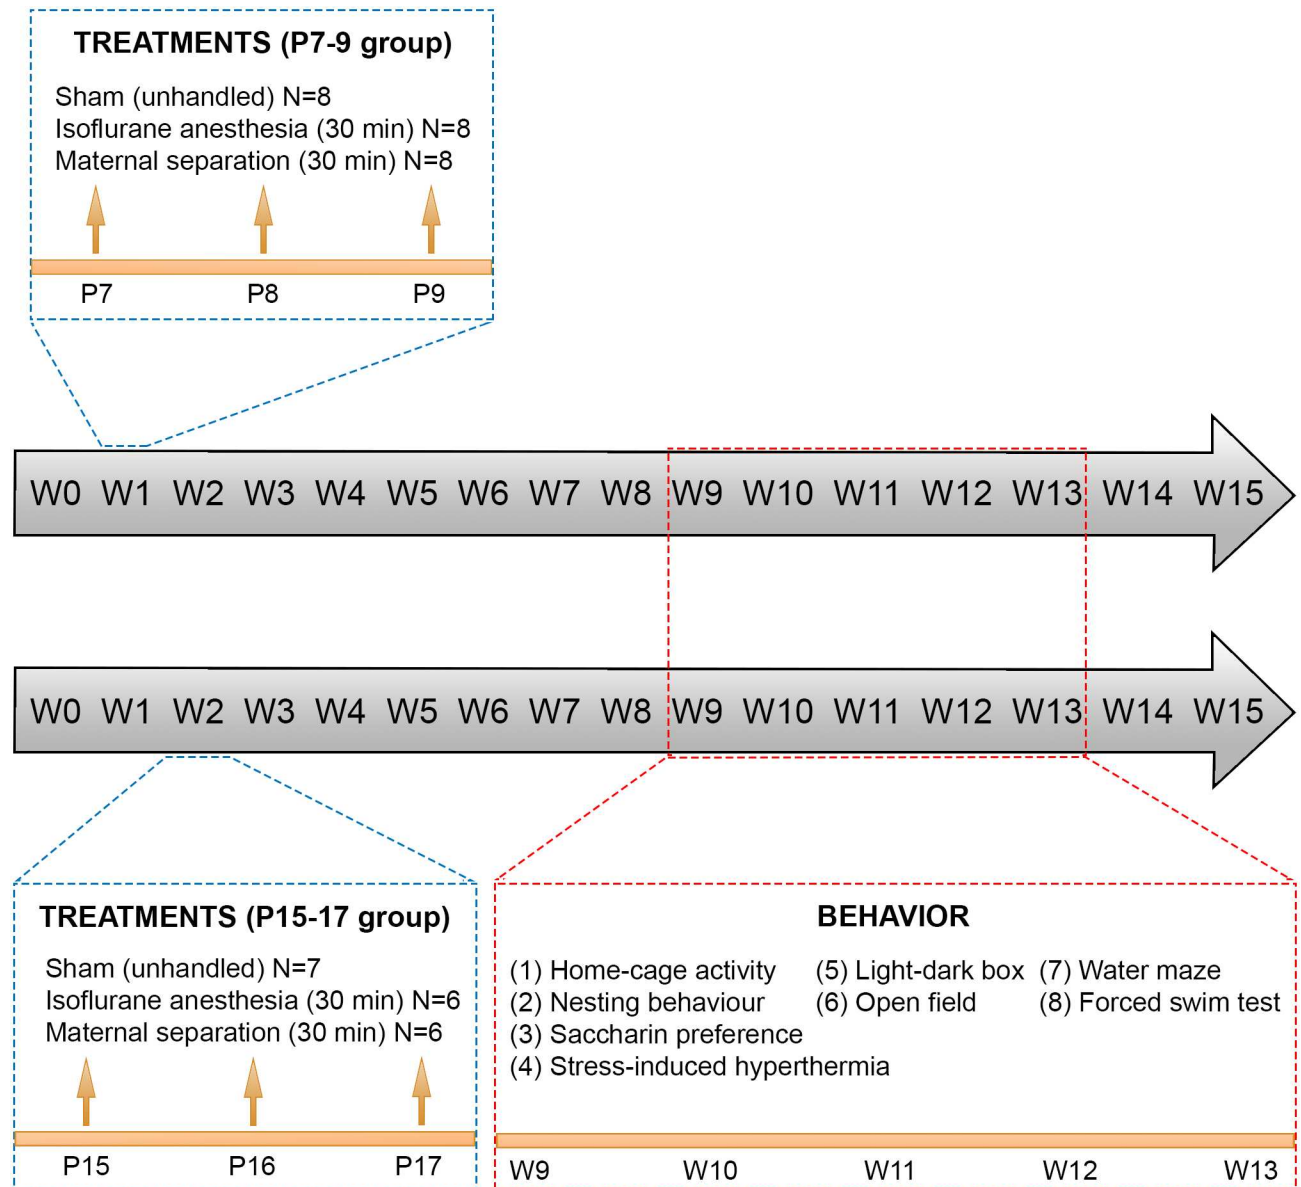 TREATMENTS (P7-9 group)
Sham (unhandled) N=8
Isoflurane anesthesia (30 min) N=8
Maternal separation (30 min) N=8
P7 P8 P9
W0 W1 W2 W3 W4 W5 W6 W7 W8 W9 W10 W11 W12 W13 W14 W15
W0 W1 W2 W3 W4 W5 W6 W7 W8 W9 W10 W11 W12 W13 W14 W15
TREATMENTS (P15-17 group)
Sham (unhandled) N=7
Isoflurane anesthesia (30 min) N=6
Maternal separation (30 min) N=6
P15 P16 P17
BEHAVIOR
(1) Home-cage activity
(2) Nesting behaviour
(3) Saccharin preference
(4) Stress-induced hyperthermia
(5) Light-dark box
(6) Open field
(7) Water maze
(8) Forced swim test
W9 W10 W11 W12 W13